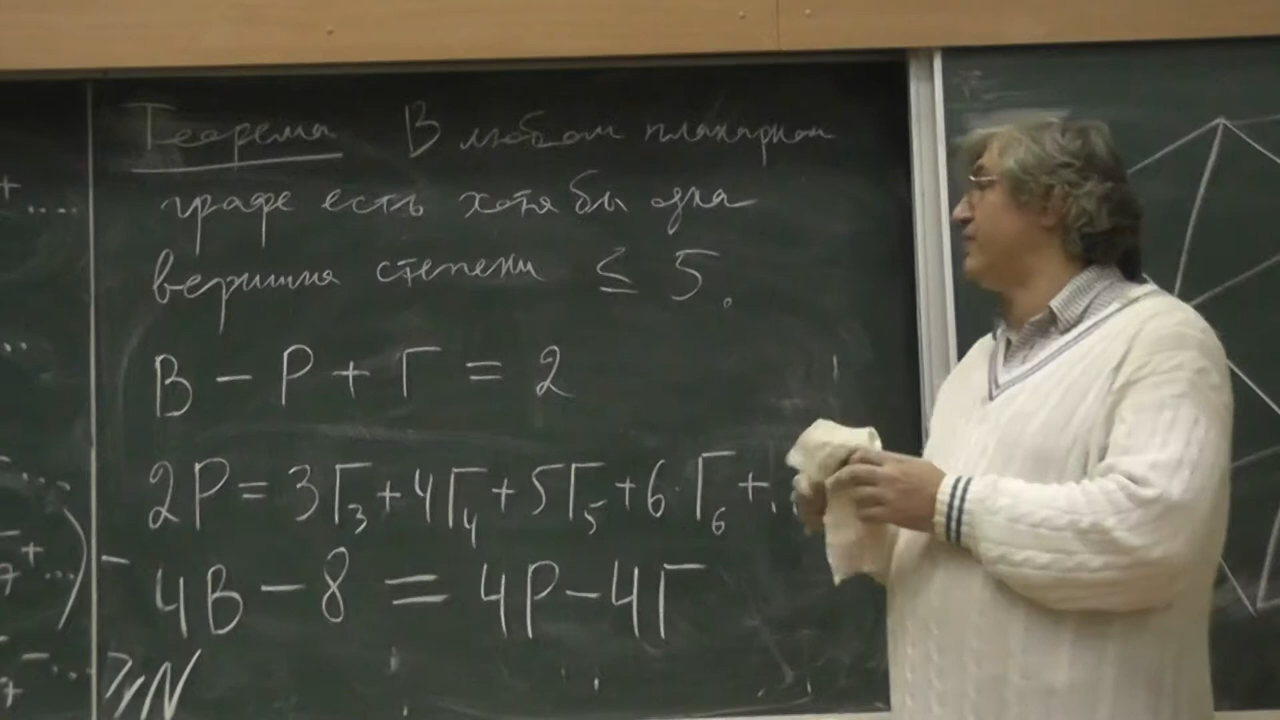 Теорема В любом планарном
графе есть хотя бы два
вершина степени ≤ 5.
В – Р + Г = 2
2Р = 3Г₃ + 4Г₄ + 5Г₅ + 6·Г₆ + ..
4В – 8 = 4Р – 4Г
≥ N